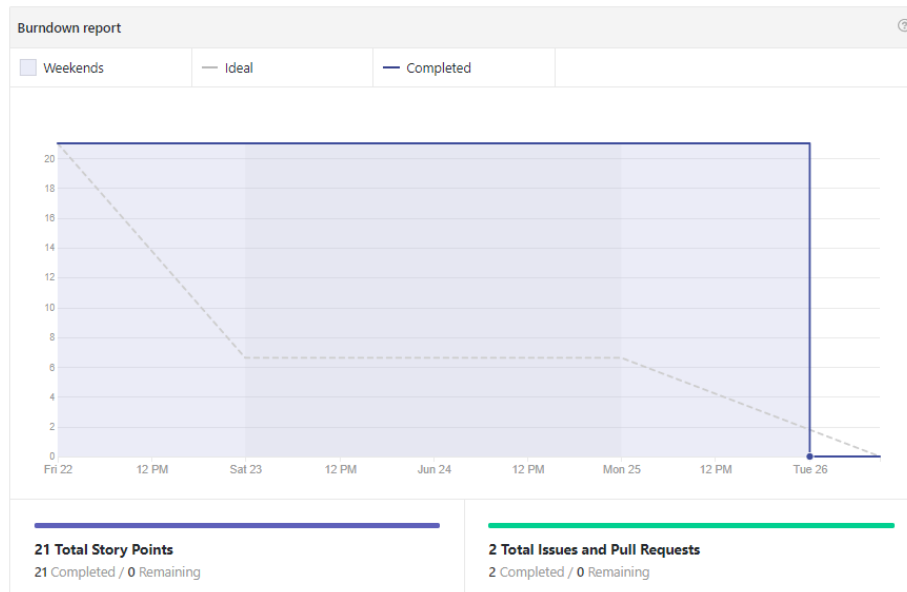 Burndown report
Weekends Ideal Completed
20
18
16
14
12
10
8
6
4
2
0
Fri 22 12 PM Sat 23 12 PM Jun 24 12 PM Mon 25 12 PM Tue 26
21 Total Story Points
21 Completed / 0 Remaining
2 Total Issues and Pull Requests
2 Completed / 0 Remaining